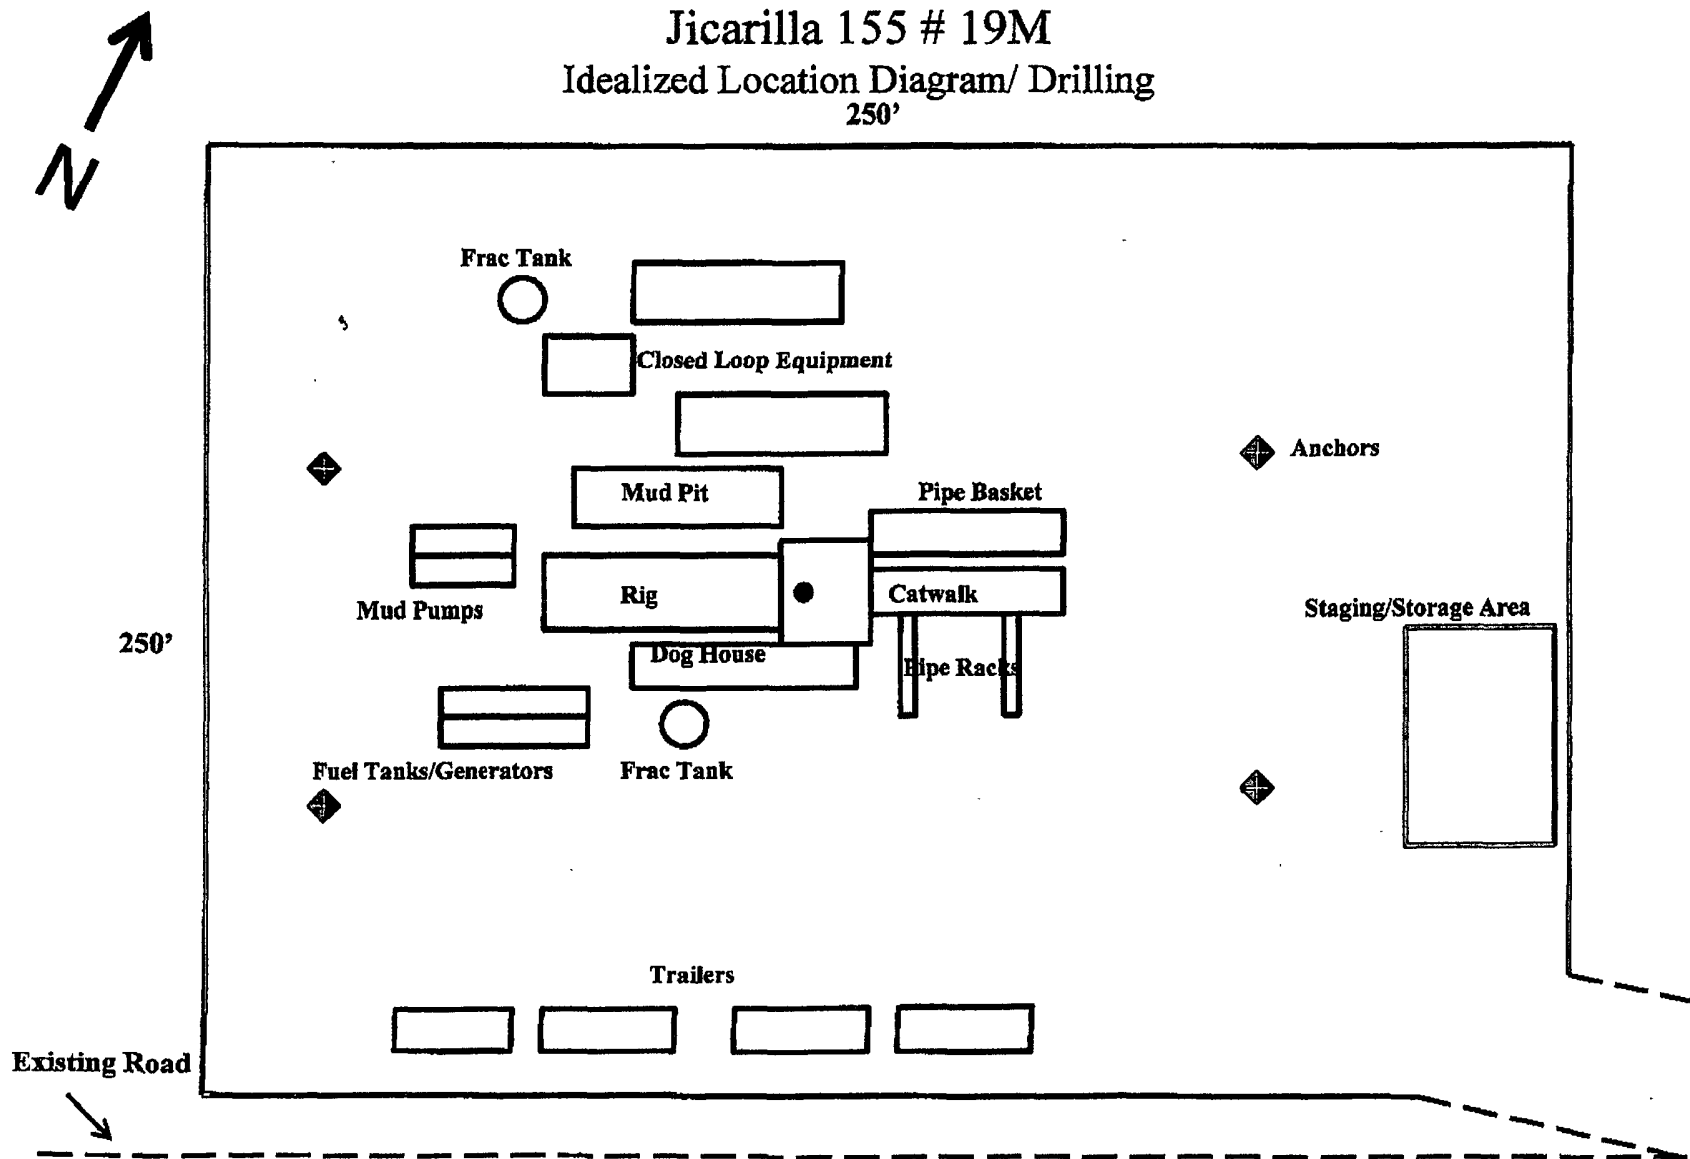 Jicarilla 155 # 19M
Idealized Location Diagram/ Drilling
250’
N
Frac Tank
Closed Loop Equipment
Anchors
Mud Pit
Pipe Basket
Rig
Catwalk
Mud Pumps
Staging/Storage Area
250’
Dog House
Pipe Racks
Fuel Tanks/Generators
Frac Tank
Trailers
Existing Road